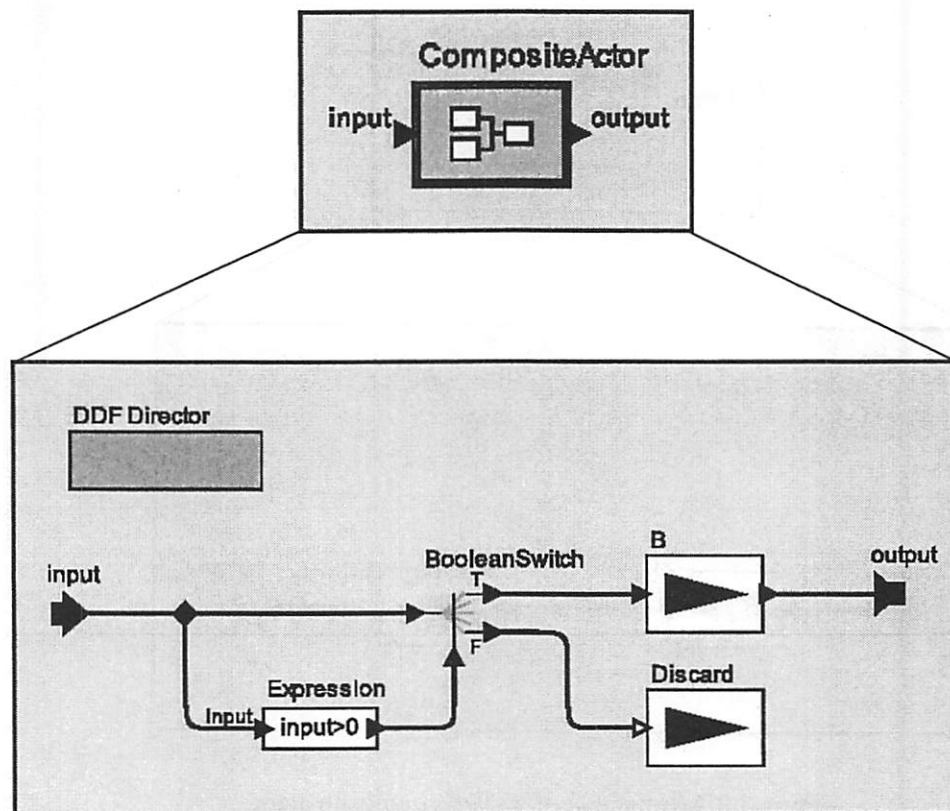 CompositeActor
input
output
DDF Director
input
BooleanSwitch
T
F
B
output
Expression
Input
input>0
Discard